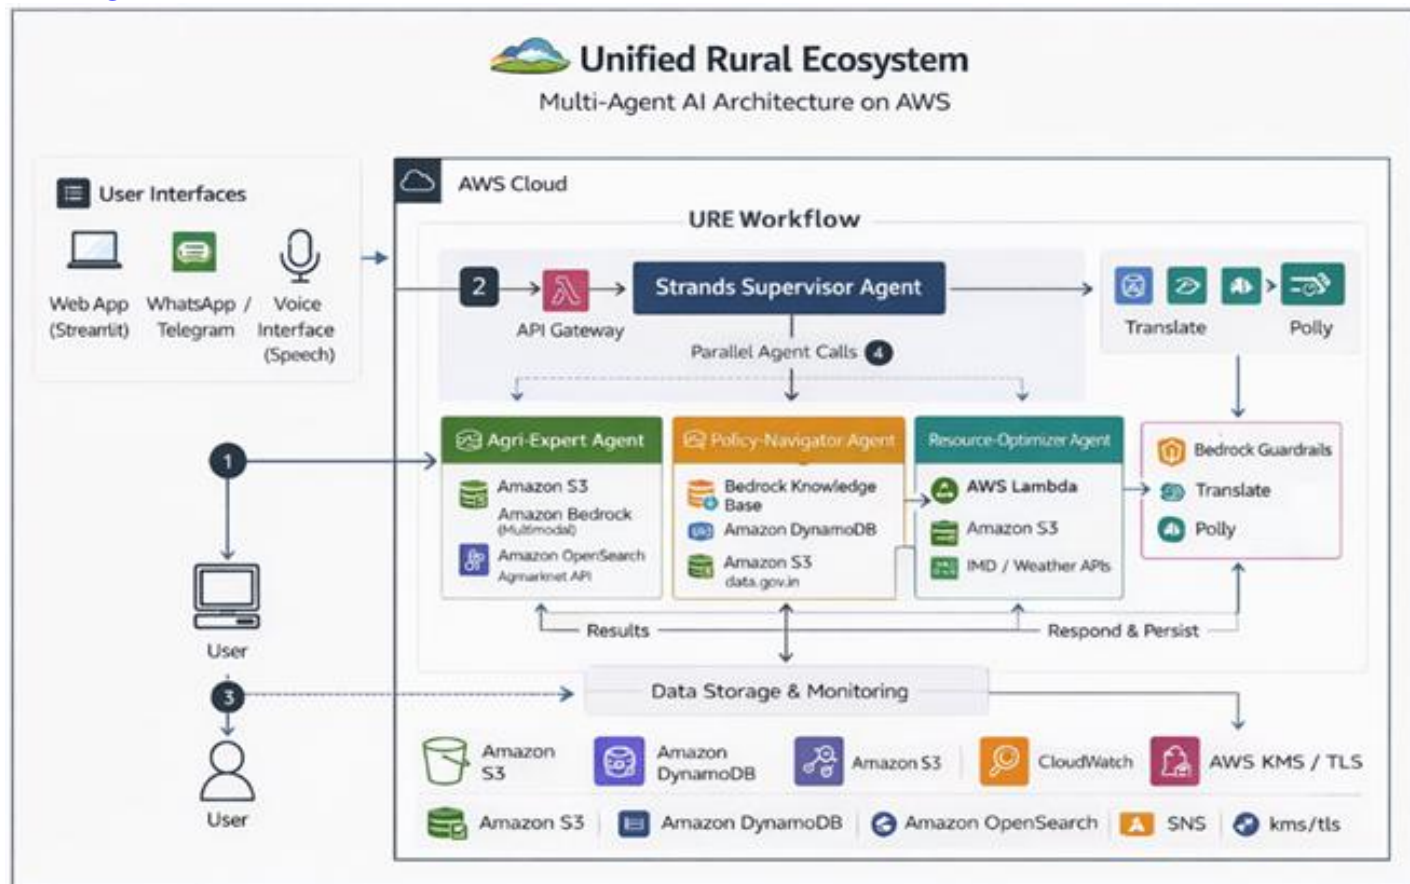 Unified Rural Ecosystem
Multi-Agent AI Architecture on AWS
User Interfaces
Web App
(Streamlit)
WhatsApp /
Telegram
Voice
Interface
(Speech)
AWS Cloud
URE Workflow
2
API Gateway
Strands Supervisor Agent
Parallel Agent Calls 4
Translate
Polly
1
Agri-Expert Agent
Amazon S3
Amazon Bedrock
(Multimodal)
Amazon OpenSearch
Agmarknet API
Policy-Navigator Agent
Bedrock Knowledge
Base
Amazon DynamoDB
Amazon S3
data.gov.in
Resource-Optimizer Agent
AWS Lambda
Amazon S3
IMD / Weather APIs
Bedrock Guardrails
Translate
Polly
Results
Respond & Persist
User
3
User
Data Storage & Monitoring
Amazon
S3
Amazon
DynamoDB
Amazon S3
CloudWatch
AWS KMS / TLS
Amazon S3
Amazon DynamoDB
Amazon OpenSearch
SNS
kms/tls